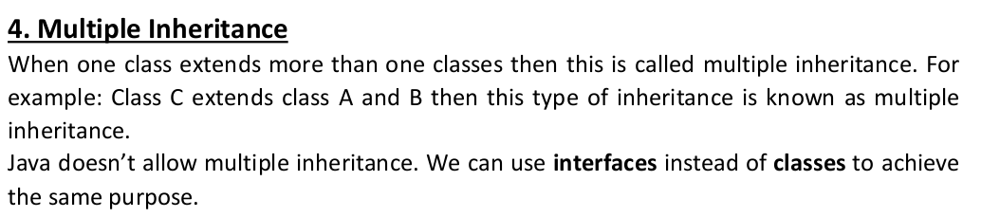 4. Multiple Inheritance
When one class extends more than one classes then this is called multiple inheritance. For
example: Class C extends class A and B then this type of inheritance is known as multiple
inheritance.
Java doesn’t allow multiple inheritance. We can use interfaces instead of classes to achieve
the same purpose.